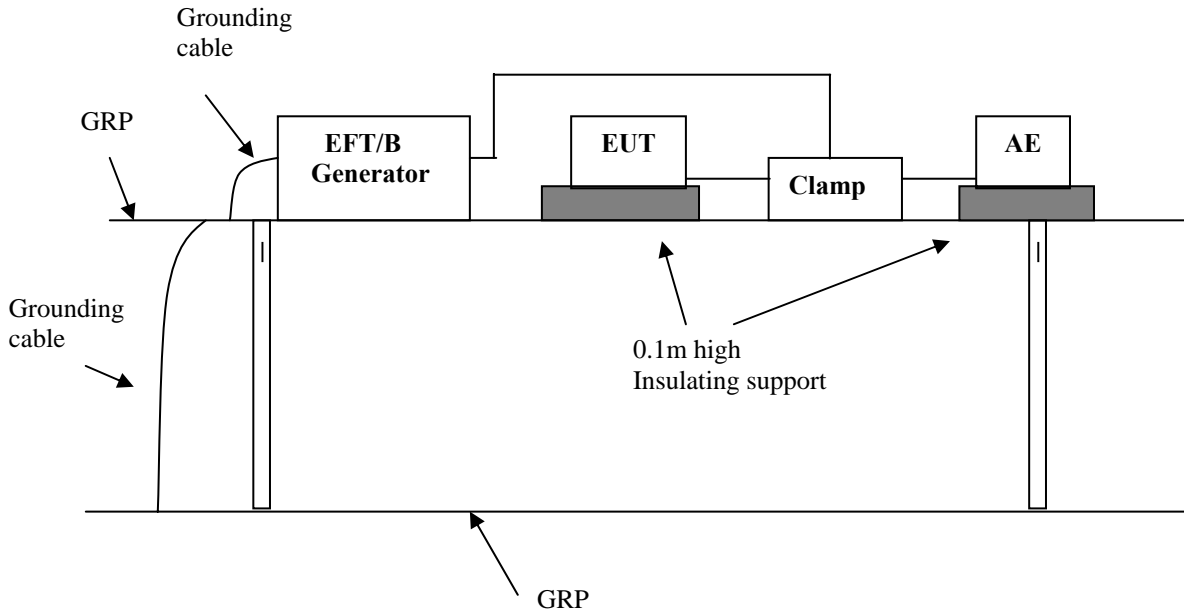 Grounding
cable
GRP
EFT/B
Generator
EUT
Clamp
AE
Grounding
cable
0.1m high
Insulating support
GRP